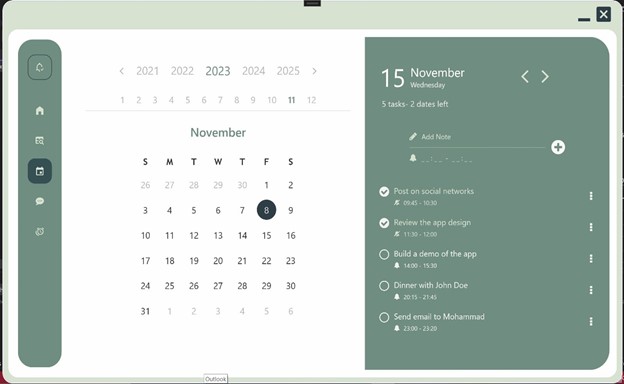 2021 2022 2023 2024 2025
1 2 3 4 5 6 7 8 9 10 11 12
November
S M T W T F S
26 27 28 29 30 1 2
3 4 5 6 7 8 9
10 11 12 13 14 15 16
17 18 19 20 21 22 23
24 25 26 27 28 29 30
31 1 2 3 4 5 6
15 November
Wednesday
5 tasks- 2 dates left
Add Note
__:__ - __:__
Post on social networks
09:45 - 10:30
Review the app design
11:30 - 12:00
Build a demo of the app
14:00 - 15:30
Dinner with John Doe
20:15 - 21:45
Send email to Mohammad
23:00 - 23:20
Outlook